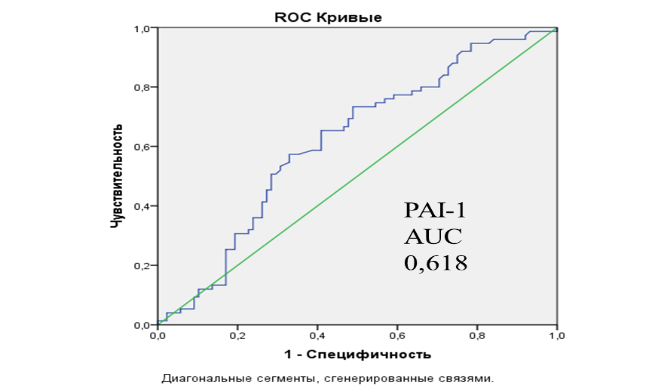 ROC Кривые
Чувствительность
1,0
0,8
0,6
0,4
0,2
0,0
PAI-1
AUC
0,618
0,0 0,2 0,4 0,6 0,8 1,0
1 - Специфичность
Диагональные сегменты, сгенерированные связями.